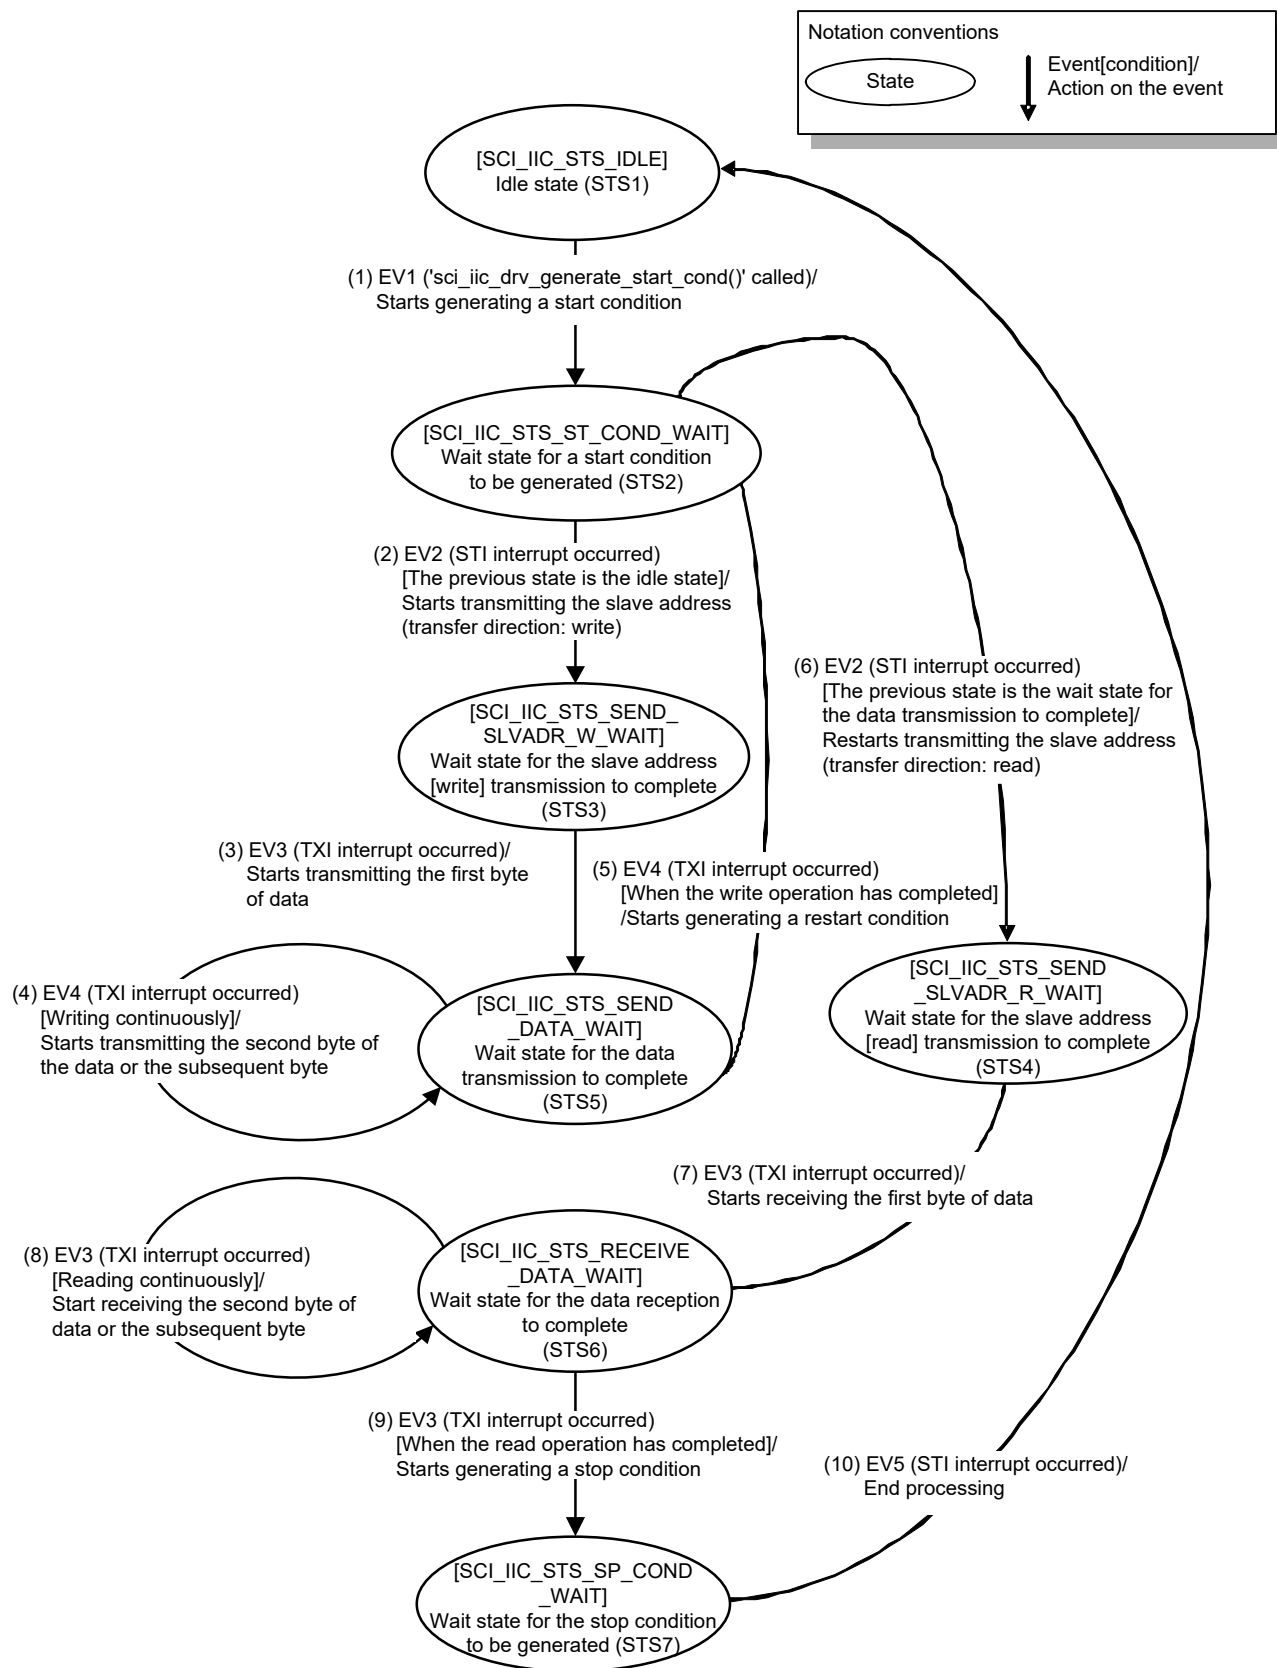 Notation conventions
State
Event[condition]/
Action on the event
[SCI_IIC_STS_IDLE]
Idle state (STS1)
(1) EV1 ('sci_iic_drv_generate_start_cond()' called)/
Starts generating a start condition
[SCI_IIC_STS_ST_COND_WAIT]
Wait state for a start condition
to be generated (STS2)
(2) EV2 (STI interrupt occurred)
[The previous state is the idle state]/
Starts transmitting the slave address
(transfer direction: write)
(6) EV2 (STI interrupt occurred)
[The previous state is the wait state for
the data transmission to complete]/
Restarts transmitting the slave address
(transfer direction: read)
[SCI_IIC_STS_SEND_
SLVADR_W_WAIT]
Wait state for the slave address
[write] transmission to complete
(STS3)
(3) EV3 (TXI interrupt occurred)/
Starts transmitting the first byte
of data
(5) EV4 (TXI interrupt occurred)
[When the write operation has completed]
/Starts generating a restart condition
(4) EV4 (TXI interrupt occurred)
[Writing continuously]/
Starts transmitting the second byte of
the data or the subsequent byte
[SCI_IIC_STS_SEND
_DATA_WAIT]
Wait state for the data
transmission to complete
(STS5)
[SCI_IIC_STS_SEND
_SLVADR_R_WAIT]
Wait state for the slave address
[read] transmission to complete
(STS4)
(7) EV3 (TXI interrupt occurred)/
Starts receiving the first byte of data
(8) EV3 (TXI interrupt occurred)
[Reading continuously]/
Start receiving the second byte of
data or the subsequent byte
[SCI_IIC_STS_RECEIVE
_DATA_WAIT]
Wait state for the data reception
to complete
(STS6)
(9) EV3 (TXI interrupt occurred)
[When the read operation has completed]/
Starts generating a stop condition
(10) EV5 (STI interrupt occurred)/
End processing
[SCI_IIC_STS_SP_COND
_WAIT]
Wait state for the stop condition
to be generated (STS7)